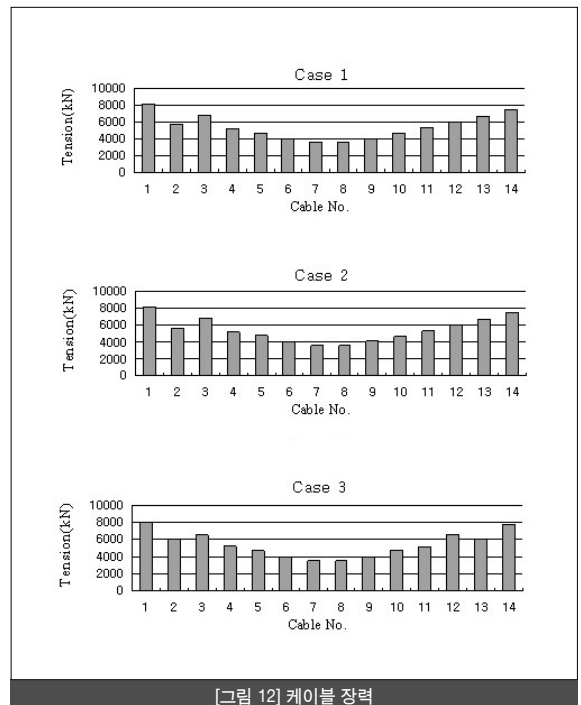 Case 1
Tension(kN)
10000
8000
6000
4000
2000
0
1 2 3 4 5 6 7 8 9 10 11 12 13 14
Cable No.
Case 2
Tension(kN)
10000
8000
6000
4000
2000
0
1 2 3 4 5 6 7 8 9 10 11 12 13 14
Cable No.
Case 3
Tension(kN)
10000
8000
6000
4000
2000
0
1 2 3 4 5 6 7 8 9 10 11 12 13 14
Cable No.
[그림 12] 케이블 장력